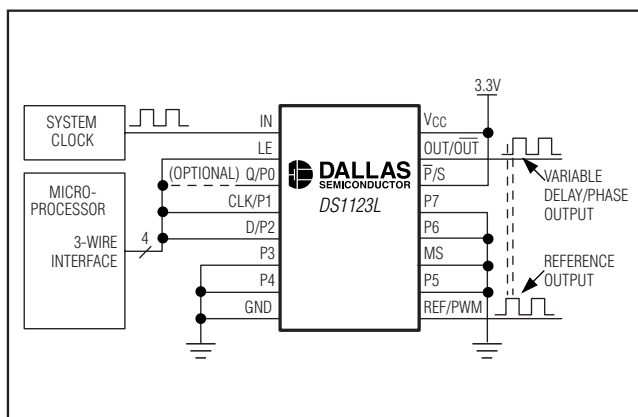 SYSTEM
CLOCK
MICRO-
PROCESSOR
3-WIRE
INTERFACE
4
(OPTIONAL)
IN
LE
Q/P0
CLK/P1
D/P2
P3
P4
GND
DALLAS
SEMICONDUCTOR
DS1123L
3.3V
VCC
OUT/O̅U̅T̅
P̅/S
P7
P6
MS
P5
REF/PWM
VARIABLE
DELAY/PHASE
OUTPUT
REFERENCE
OUTPUT